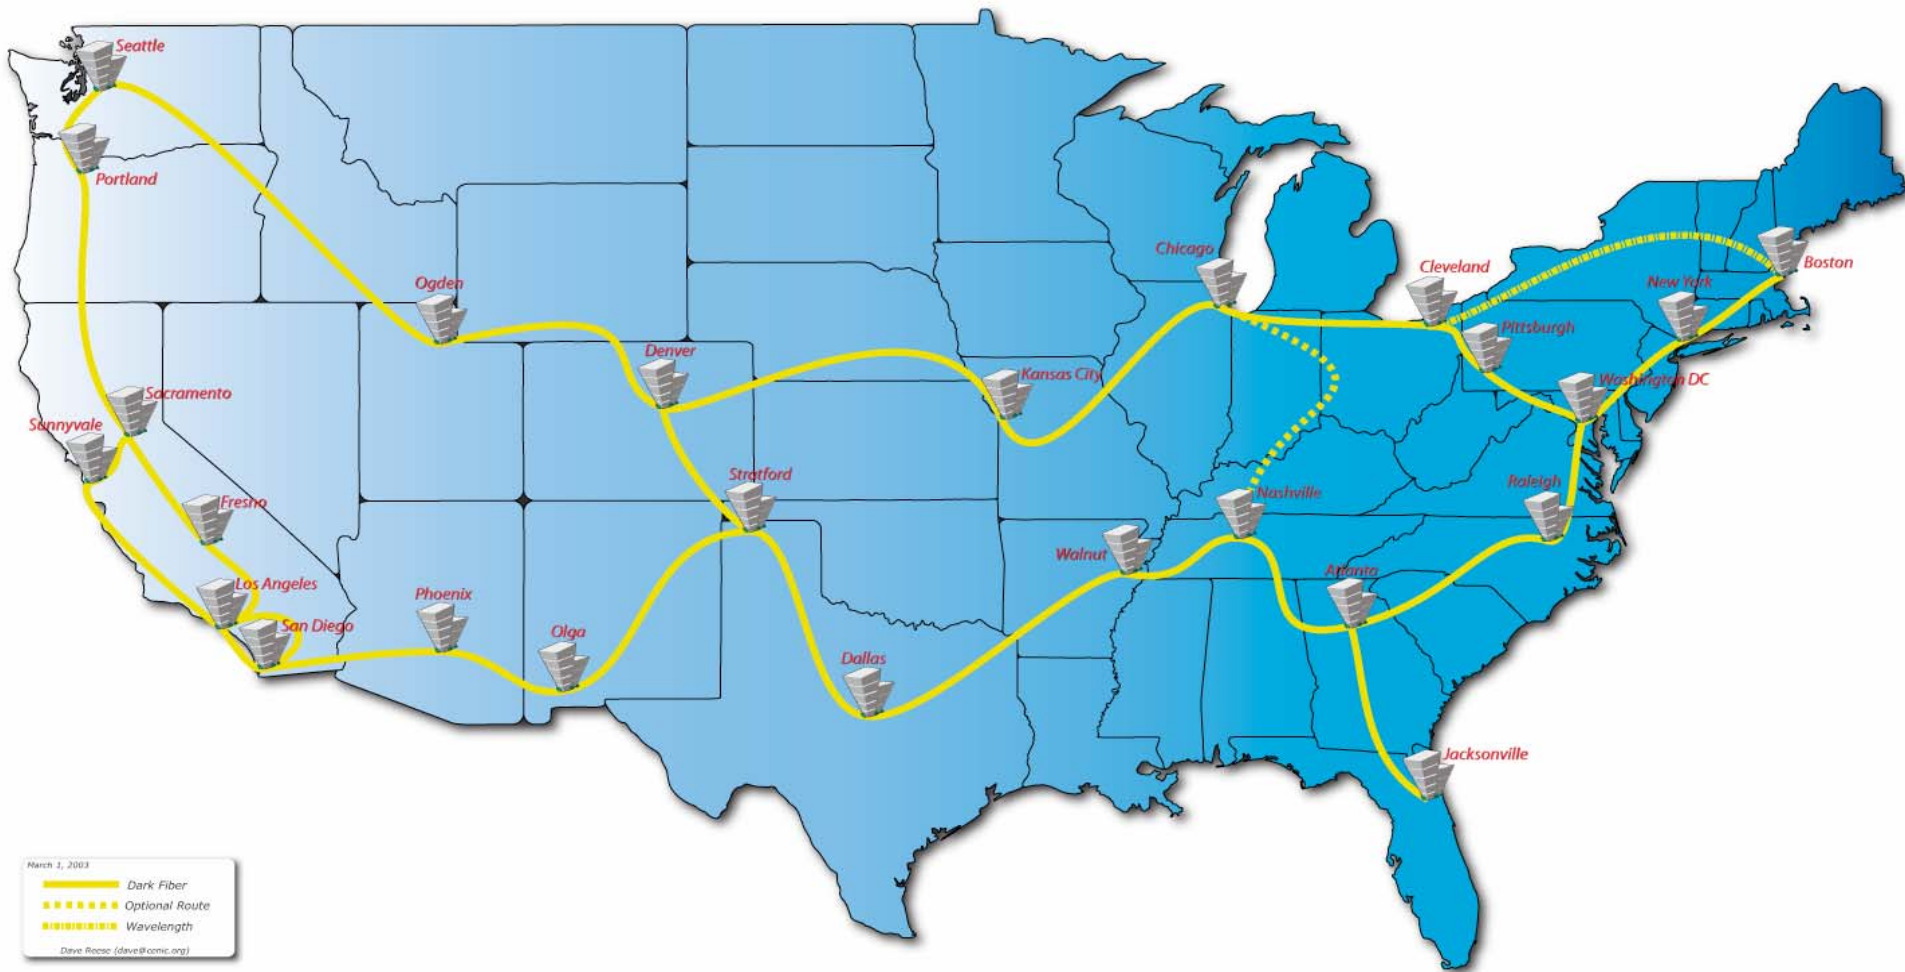 Seattle
Portland
Ogden
Chicago
Cleveland
Boston
New York
Pittsburgh
Denver
Kansas City
Washington DC
Sacramento
Sunnyvale
Fresno
Stratford
Nashville
Raleigh
Walnut
Los Angeles
San Diego
Phoenix
Olga
Dallas
Atlanta
Jacksonville
March 1, 2003
Dark Fiber
Optional Route
Wavelength
Dave Reese (dave@cenic.org)